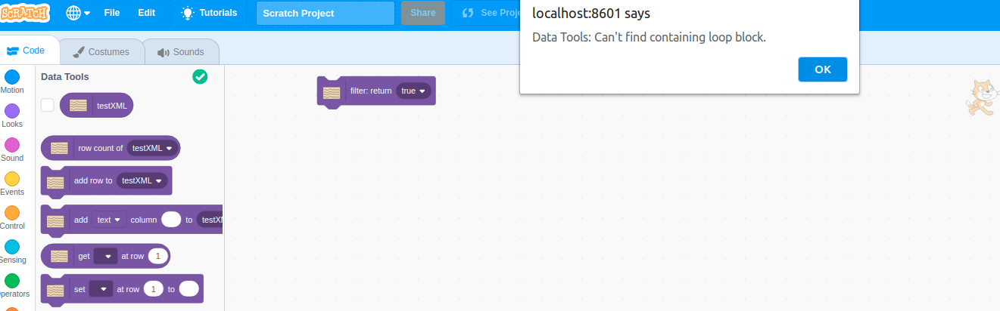 SCRATCH
File
Edit
Tutorials
Scratch Project
Share
See Proje
localhost:8601 says
Data Tools: Can't find containing loop block.
OK
Code
Costumes
Sounds
Motion
Looks
Sound
Events
Control
Sensing
perators
Data Tools
testXML
row count of testXML
add row to testXML
add text column to testXM
get at row 1
set at row 1 to
filter: return true